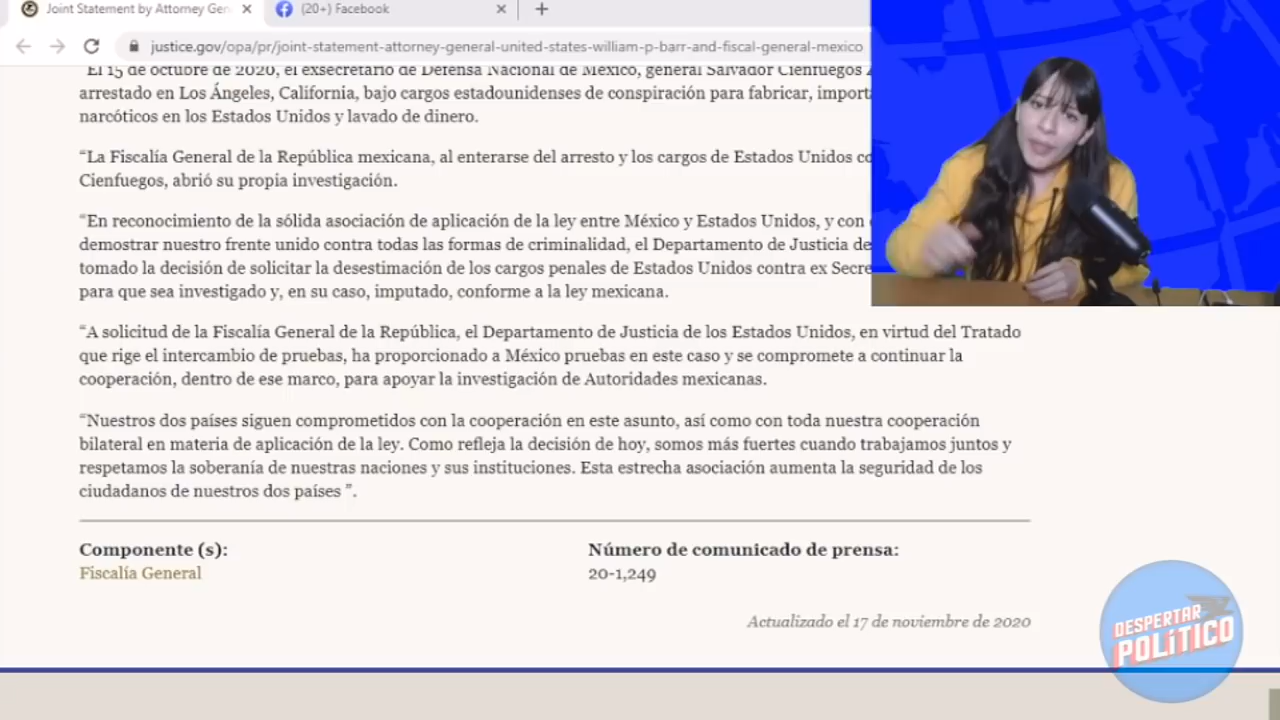 Joint Statement by Attorney Gen
(20+) Facebook
justice.gov/opa/pr/joint-statement-attorney-general-united-states-william-p-barr-and-fiscal-general-mexico
"El 15 de octubre de 2020, el exsecretario de Defensa Nacional de México, general Salvador Cienfuegos
arrestado en Los Ángeles, California, bajo cargos estadounidenses de conspiración para fabricar, import
narcóticos en los Estados Unidos y lavado de dinero.
“La Fiscalía General de la República mexicana, al enterarse del arresto y los cargos de Estados Unidos co
Cienfuegos, abrió su propia investigación.
“En reconocimiento de la sólida asociación de aplicación de la ley entre México y Estados Unidos, y con
demostrar nuestro frente unido contra todas las formas de criminalidad, el Departamento de Justicia de
tomado la decisión de solicitar la desestimación de los cargos penales de Estados Unidos contra ex Secre
para que sea investigado y, en su caso, imputado, conforme a la ley mexicana.
“A solicitud de la Fiscalía General de la República, el Departamento de Justicia de los Estados Unidos, en virtud del Tratado
que rige el intercambio de pruebas, ha proporcionado a México pruebas en este caso y se compromete a continuar la
cooperación, dentro de ese marco, para apoyar la investigación de Autoridades mexicanas.
“Nuestros dos países siguen comprometidos con la cooperación en este asunto, así como con toda nuestra cooperación
bilateral en materia de aplicación de la ley. Como refleja la decisión de hoy, somos más fuertes cuando trabajamos juntos y
respetamos la soberanía de nuestras naciones y sus instituciones. Esta estrecha asociación aumenta la seguridad de los
ciudadanos de nuestros dos países ”.
Componente (s):
Fiscalía General
Número de comunicado de prensa:
20-1,249
Actualizado el 17 de noviembre de 2020
DESPERTAR
POLÍTICO